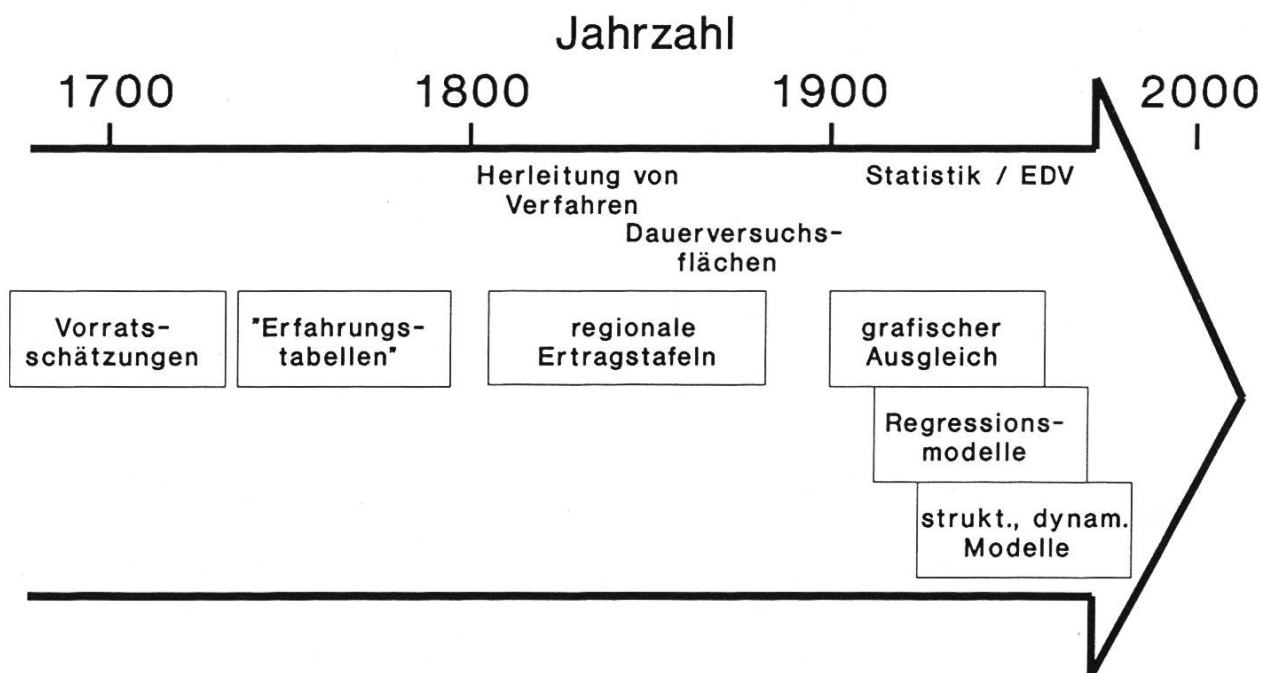 Jahrzahl
1700 1800 1900 2000
Herleitung von
Verfahren
Statistik / EDV
Dauerversuchs-
flächen
Vorrats-
schätzungen
"Erfahrungs-
tabellen"
regionale
Ertragstafeln
grafischer
Ausgleich
Regressions-
modelle
strukt., dynam.
Modelle